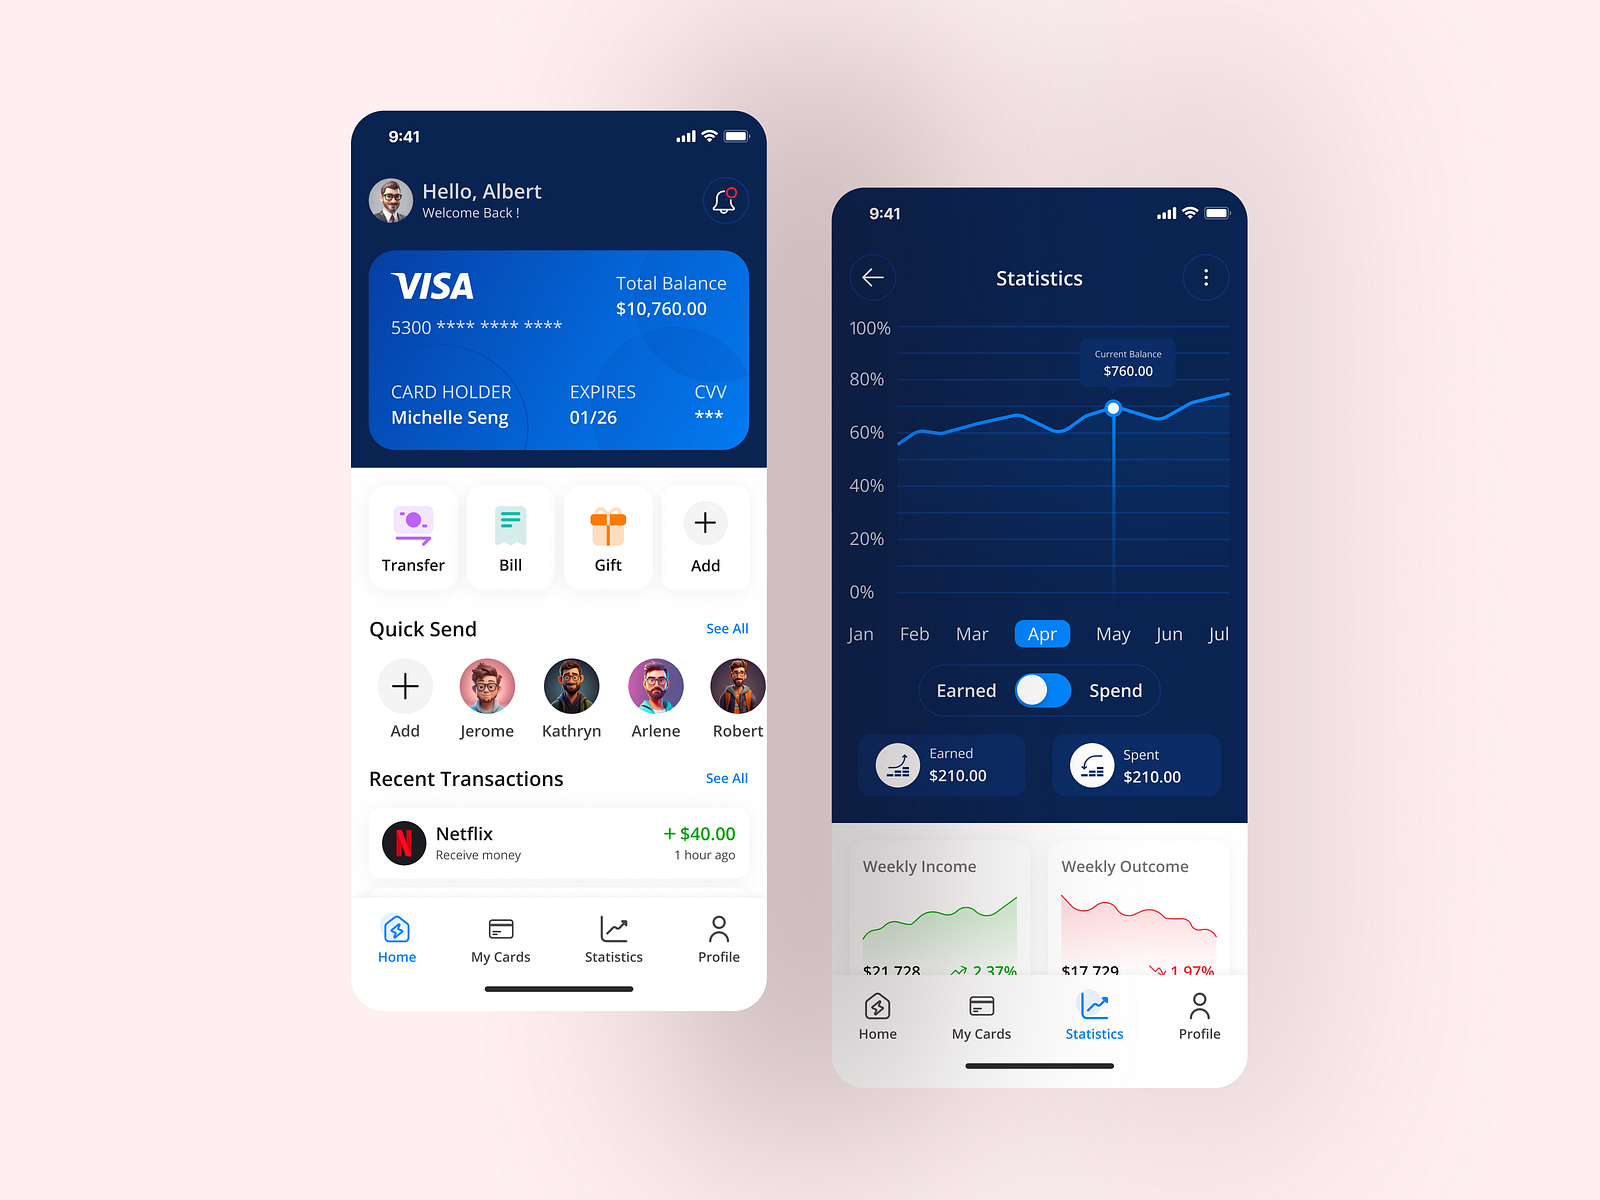 9:41
Hello, Albert
Welcome Back !
VISA
Total Balance
$10,760.00
5300 **** **** ****
CARD HOLDER EXPIRES CVV
Michelle Seng 01/26 ***
Transfer Bill Gift Add
Quick Send See All
Add Jerome Kathryn Arlene Robert
Recent Transactions See All
N
Netflix + $40.00
Receive money 1 hour ago
Home My Cards Statistics Profile
9:41
Statistics
100%
Current Balance
$760.00
80%
60%
40%
20%
0%
Jan Feb Mar Apr May Jun Jul
Earned Spend
Earned Spent
$210.00 $210.00
Weekly Income Weekly Outcome
$21,728 2.37% $17,729 1.97%
Home My Cards Statistics Profile